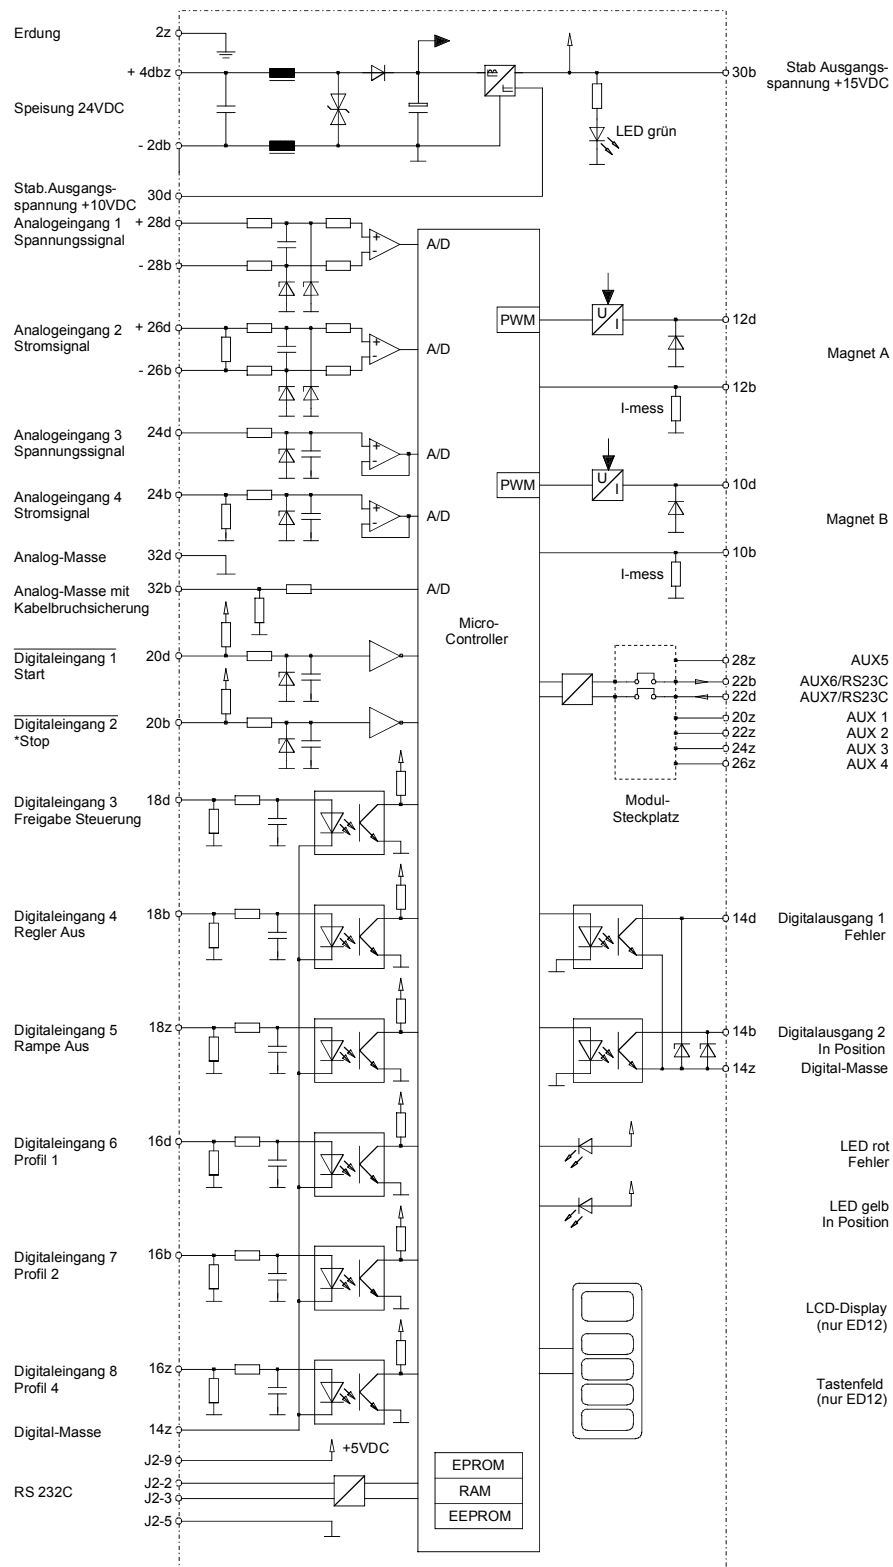 Erdung 2z
+ 4dbz
Speisung 24VDC
- 2db
30b Stab Ausgangs-
spannung +15VDC
LED grün
Stab.Ausgangs-
spannung +10VDC 30d
Analogeingang 1 + 28d
Spannungssignal
- 28b
A/D
Analogeingang 2 + 26d
Stromsignal
- 26b
A/D
PWM
U
I
12d
Magnet A
12b
I-mess
Analogeingang 3 24d
Spannungssignal
A/D
Analogeingang 4 24b
Stromsignal
A/D
PWM
U
I
10d
Magnet B
10b
I-mess
Analog-Masse 32d
Analog-Masse mit 32b
Kabelbruchsicherung
A/D
Micro-
Controller
Digitaleingang 1 20d
Start
Digitaleingang 2 20b
*Stop
28z AUX5
22b AUX6/RS23C
22d AUX7/RS23C
20z AUX 1
22z AUX 2
24z AUX 3
26z AUX 4
Modul-
Steckplatz
Digitaleingang 3 18d
Freigabe Steuerung
Digitaleingang 4 18b
Regler Aus
14d Digitalausgang 1
Fehler
Digitaleingang 5 18z
Rampe Aus
14b Digitalausgang 2
In Position
14z Digital-Masse
Digitaleingang 6 16d
Profil 1
LED rot
Fehler
LED gelb
In Position
Digitaleingang 7 16b
Profil 2
LCD-Display
(nur ED12)
Digitaleingang 8 16z
Profil 4
Tastenfeld
(nur ED12)
Digital-Masse 14z
J2-9 +5VDC
J2-2
RS 232C
J2-3
J2-5
EPROM
RAM
EEPROM